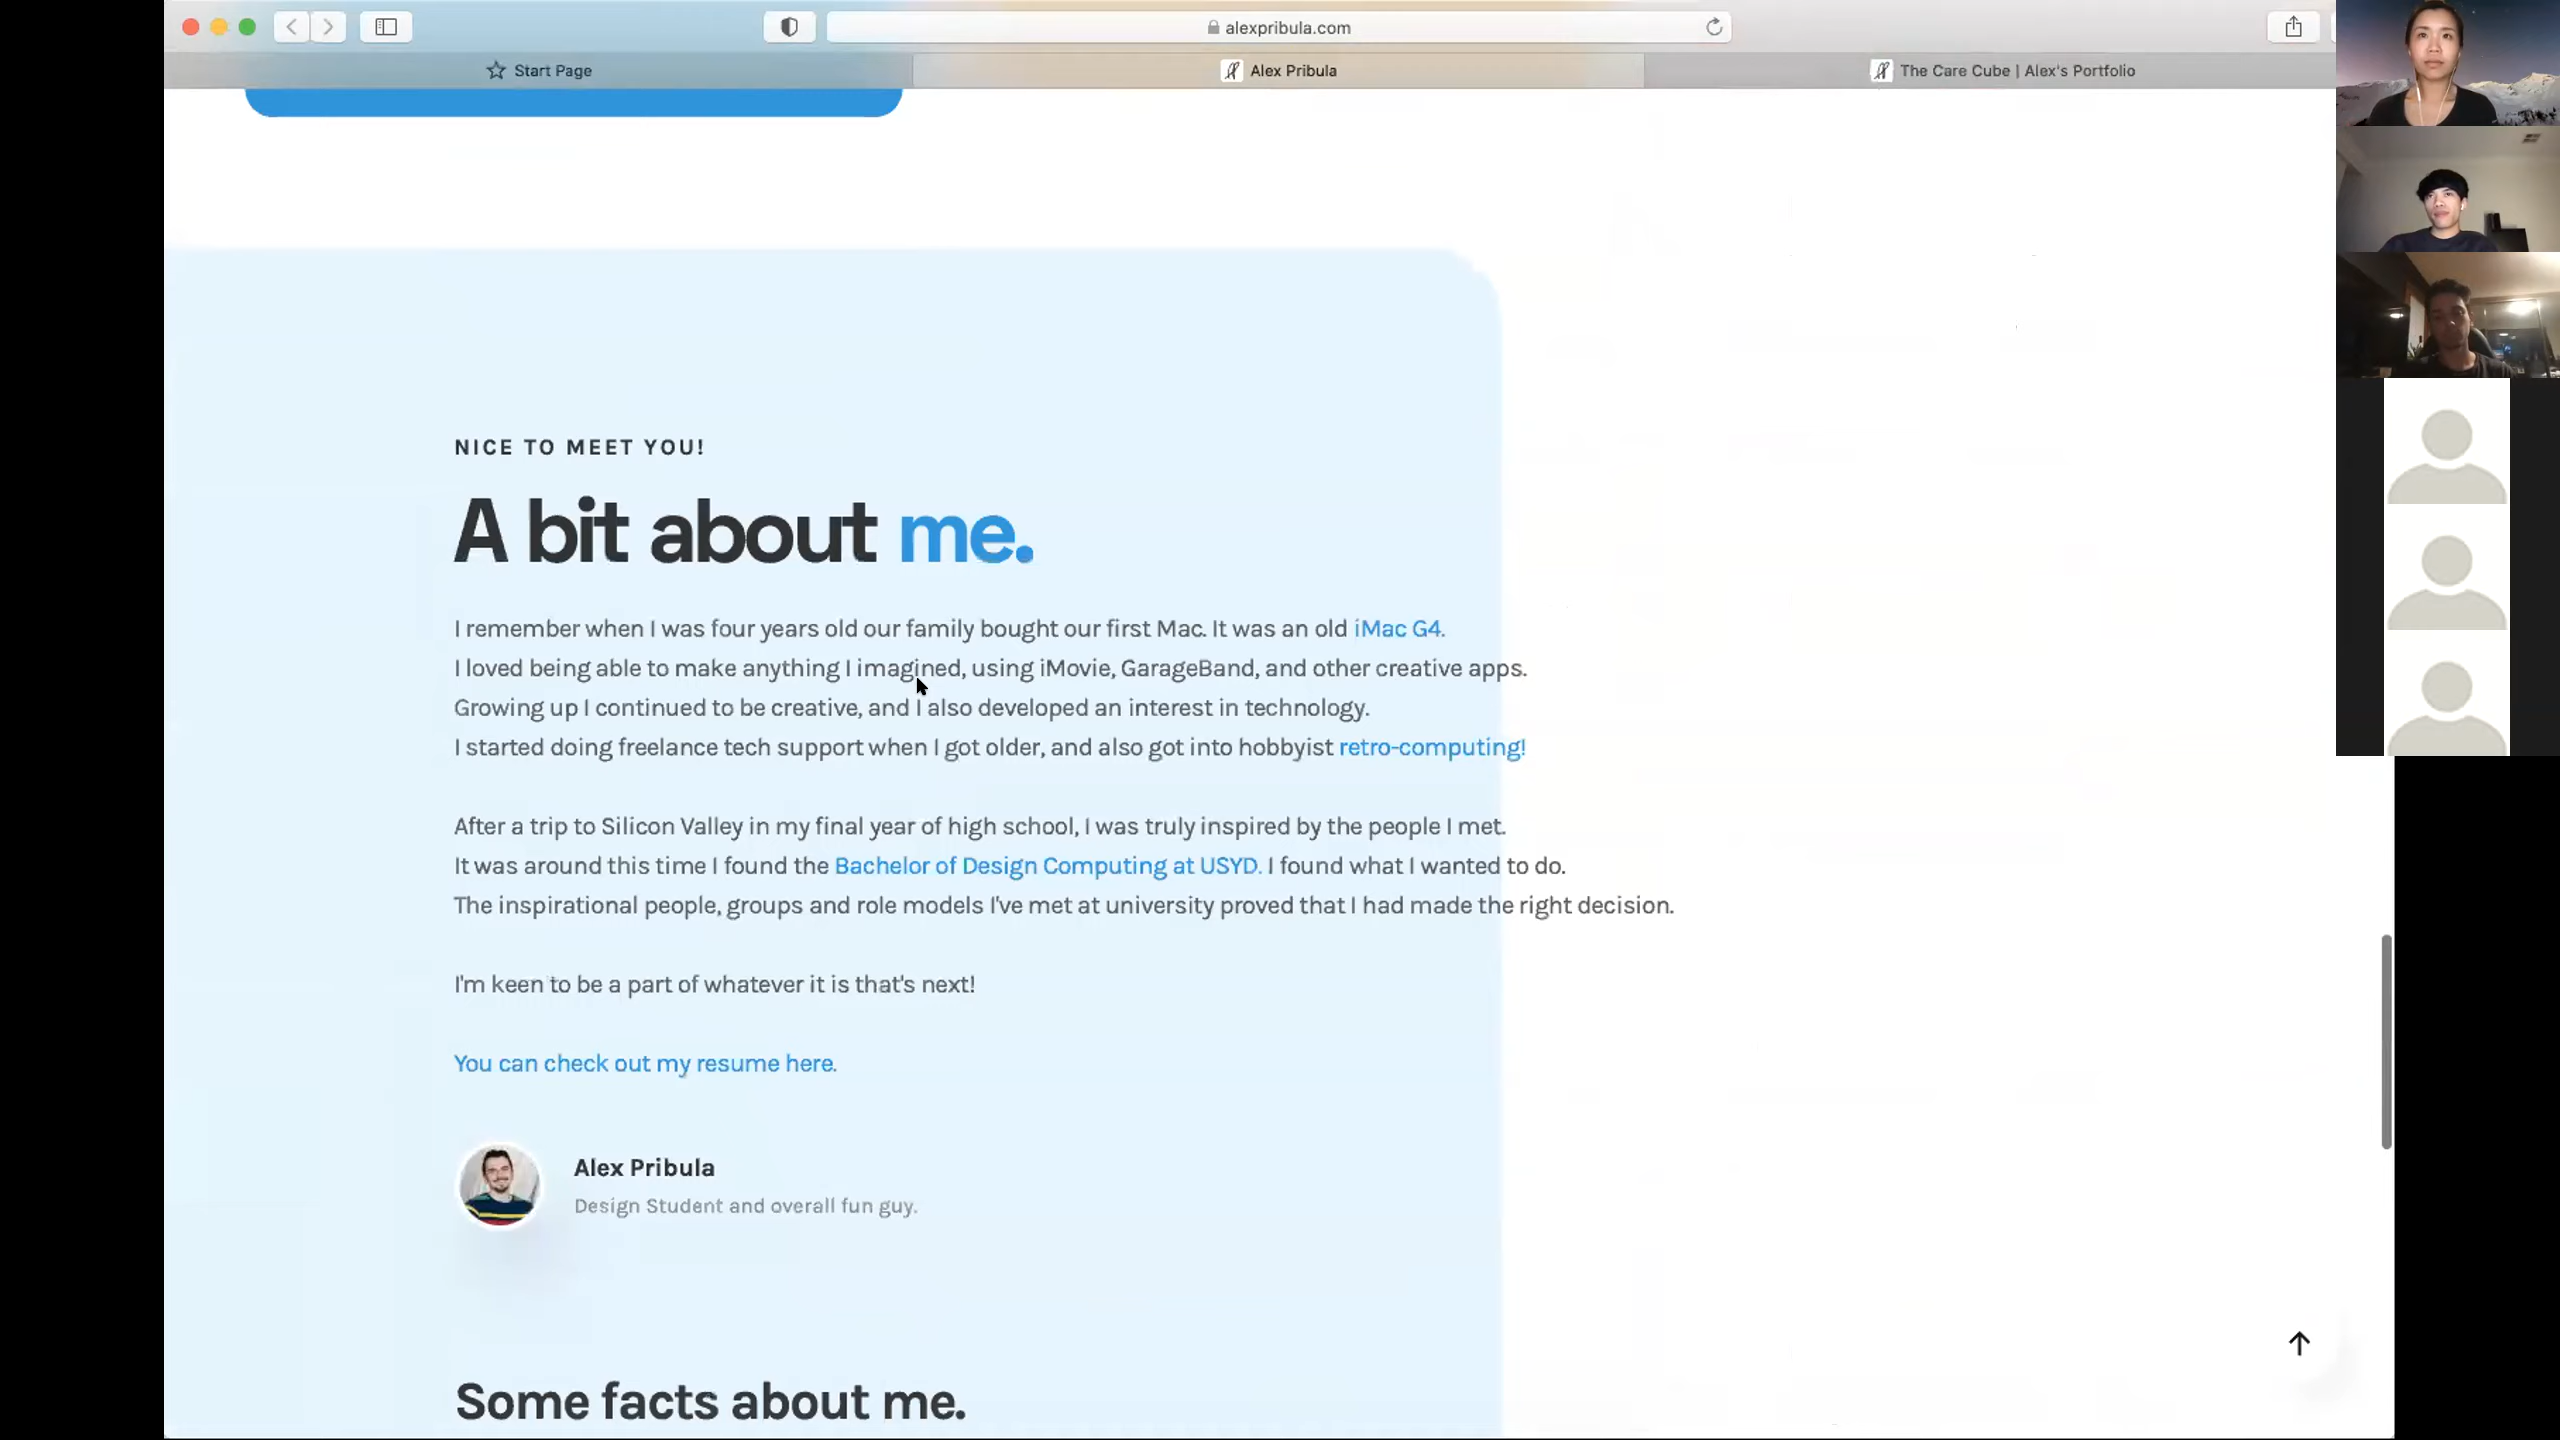 alexpribula.com
Start Page
Alex Pribula
The Care Cube | Alex's Portfolio
NICE TO MEET YOU!
A bit about me.
I remember when I was four years old our family bought our first Mac. It was an old iMac G4.
I loved being able to make anything I imagined, using iMovie, GarageBand, and other creative apps.
Growing up I continued to be creative, and I also developed an interest in technology.
I started doing freelance tech support when I got older, and also got into hobbyist retro-computing!
After a trip to Silicon Valley in my final year of high school, I was truly inspired by the people I met.
It was around this time I found the Bachelor of Design Computing at USYD. I found what I wanted to do.
The inspirational people, groups and role models I've met at university proved that I had made the right decision.
I'm keen to be a part of whatever it is that's next!
You can check out my resume here.
Alex Pribula
Design Student and overall fun guy.
Some facts about me.